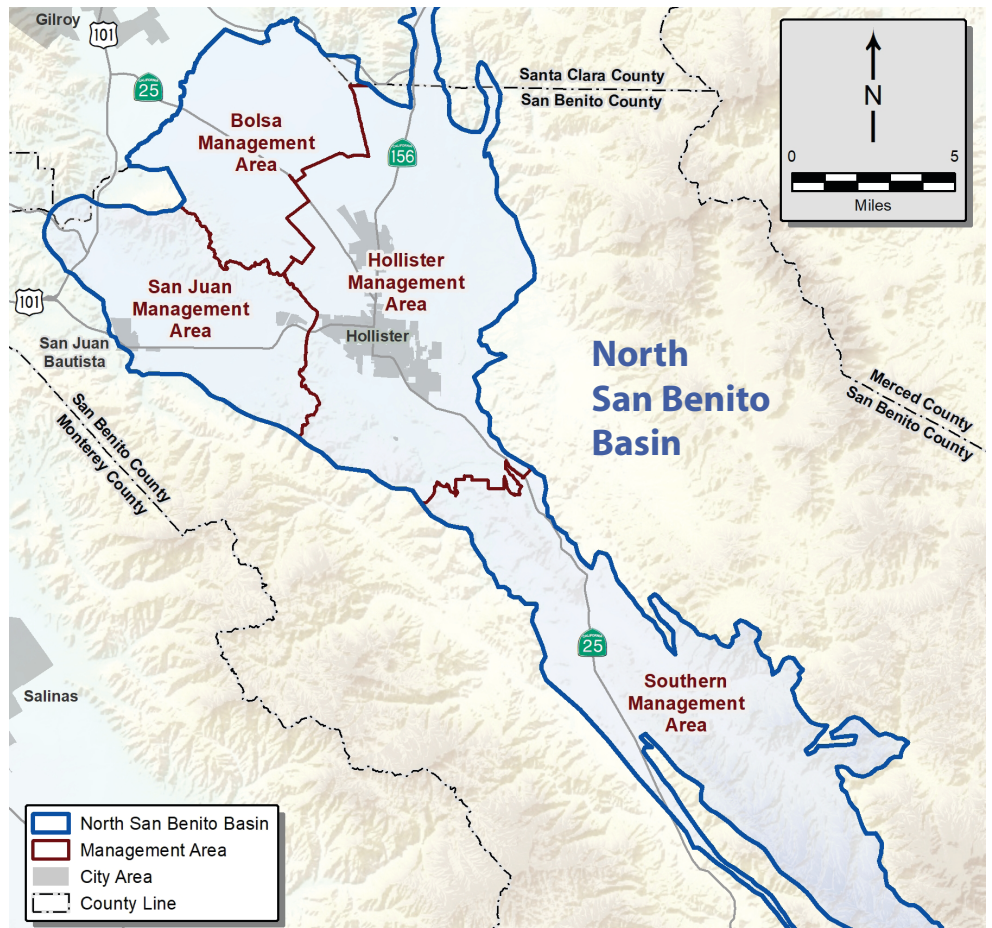 Gilroy
101
CALIFORNIA
25
Santa Clara County
San Benito County
Bolsa
Management
Area
CALIFORNIA
156
N
0 5
Miles
Hollister
Management
Area
San Juan
Management
Area
101
San Juan
Bautista
Hollister
North
San Benito
Basin
Merced County
San Benito County
San Benito County
Monterey County
CALIFORNIA
25
Salinas
Southern
Management
Area
North San Benito Basin
Management Area
City Area
County Line